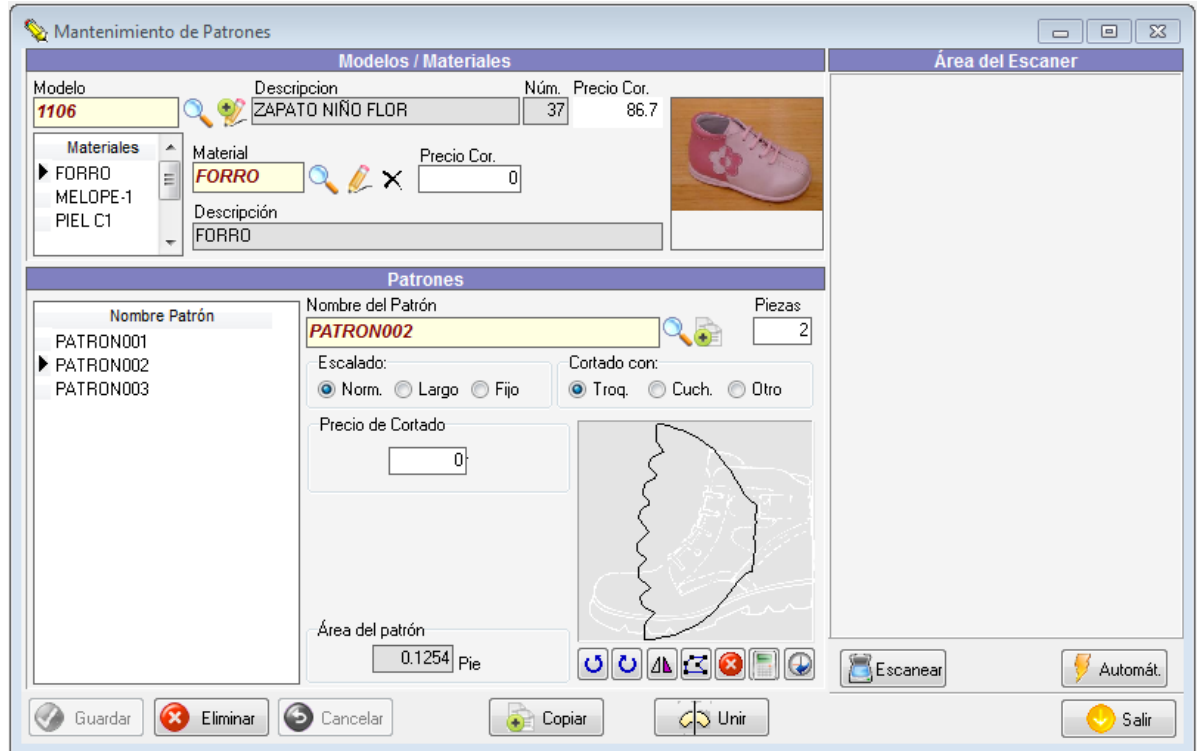 Mantenimiento de Patrones
Modelos / Materiales
Área del Escaner
Modelo
Descripcion
Núm.
Precio Cor.
1106
ZAPATO NIÑO FLOR
37
86.7
Materiales
FORRO
MELOPE-1
PIEL C1
Material
Precio Cor.
FORRO
0
Descripción
FORRO
Patrones
Nombre Patrón
PATRON001
PATRON002
PATRON003
Nombre del Patrón
Piezas
PATRON002
2
Escalado:
Norm.
Largo
Fijo
Cortado con:
Troq.
Cuch.
Otro
Precio de Cortado
0
Área del patrón
0.1254 Pie
Escanear
Automát.
Guardar
Eliminar
Cancelar
Copiar
Unir
Salir